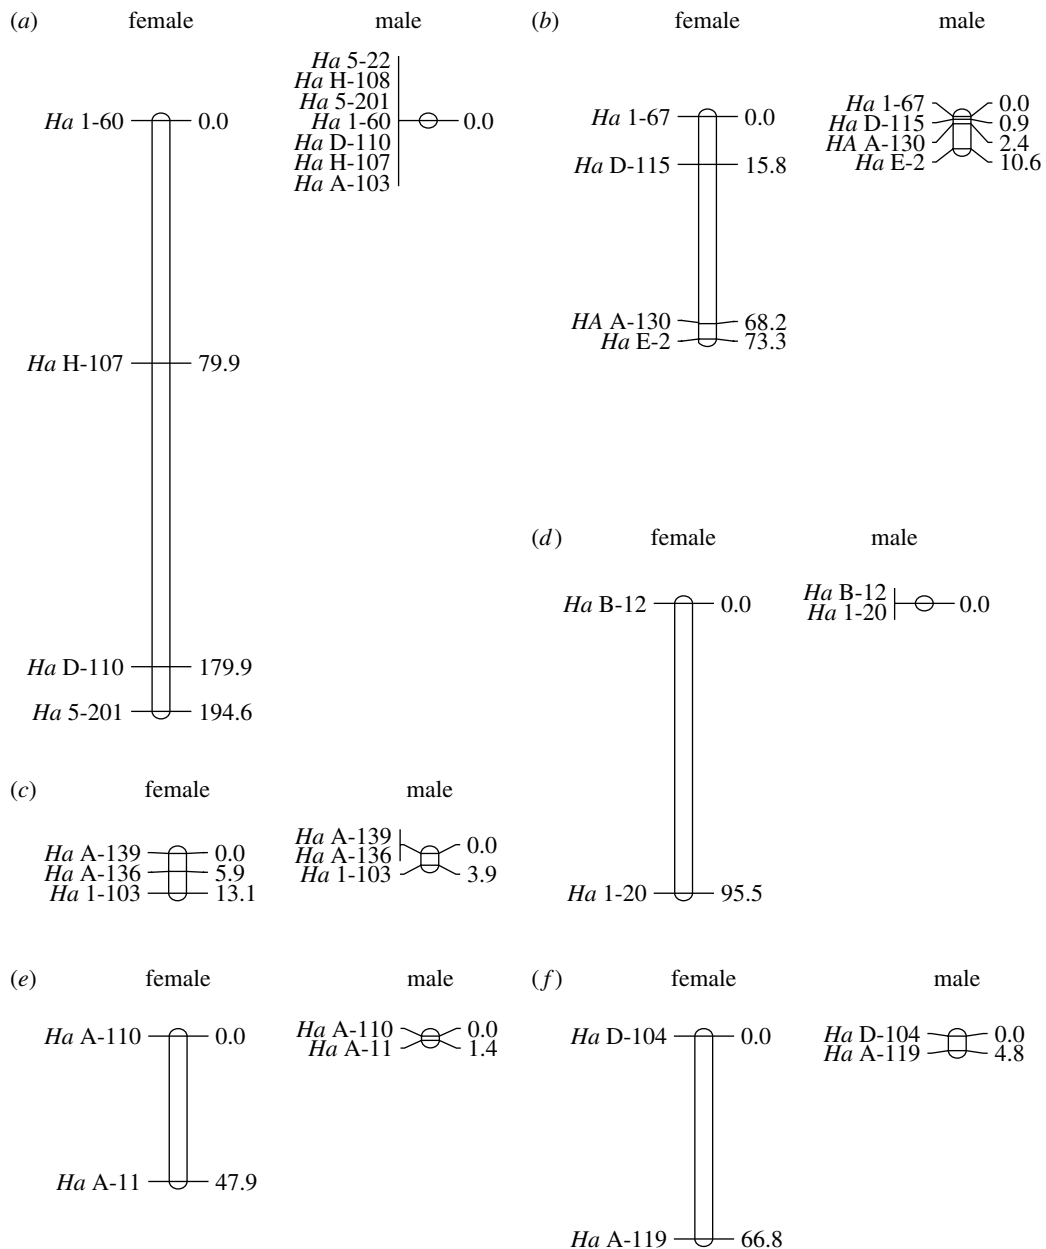 (a) female male
Ha 5-22
Ha H-108
Ha 5-201
Ha 1-60 0.0 Ha 1-60 0.0
Ha D-110
Ha H-107
Ha A-103
Ha H-107 79.9
Ha D-110 179.9
Ha 5-201 194.6
(b) female male
Ha 1-67 0.0 Ha 1-67 0.0
Ha D-115 0.9
HA A-130 2.4
Ha D-115 15.8 Ha E-2 10.6
HA A-130 68.2
Ha E-2 73.3
(c) female male
Ha A-139 0.0 Ha A-139 0.0
Ha A-136 5.9 Ha A-136
Ha 1-103 13.1 Ha 1-103 3.9
(d) female male
Ha B-12 0.0 Ha B-12 0.0
Ha 1-20
Ha 1-20 95.5
(e) female male
Ha A-110 0.0 Ha A-110 0.0
Ha A-11 1.4
Ha A-11 47.9
(f) female male
Ha D-104 0.0 Ha D-104 0.0
Ha A-119 4.8
Ha A-119 66.8